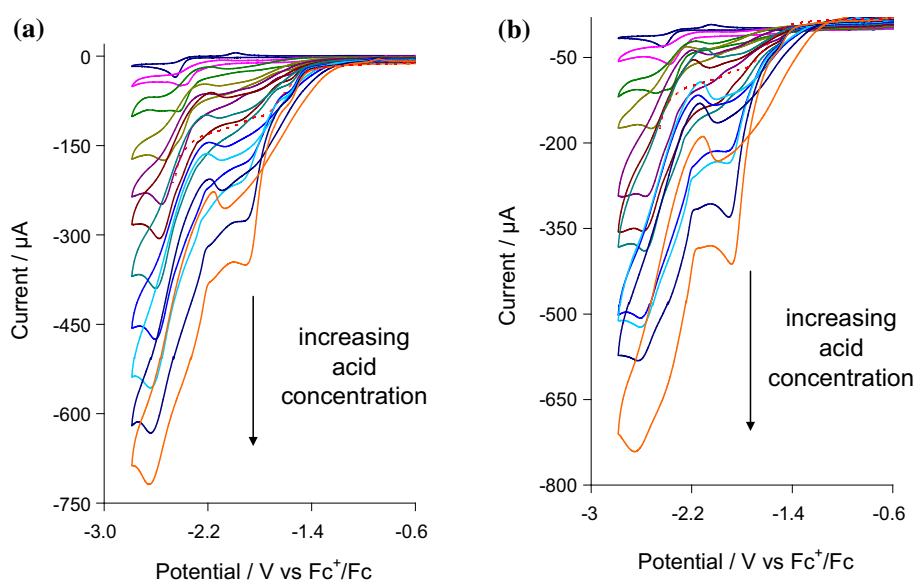 (a)
0
-150
-300
-450
-600
-750
Current / µA
-3.0
-2.2
-1.4
-0.6
Potential / V vs Fc⁺/Fc
increasing
acid
concentration
(b)
-50
-200
-350
-500
-650
-800
Current / µA
-3
-2.2
-1.4
-0.6
Potential / V vs Fc⁺/Fc
increasing
acid
concentration